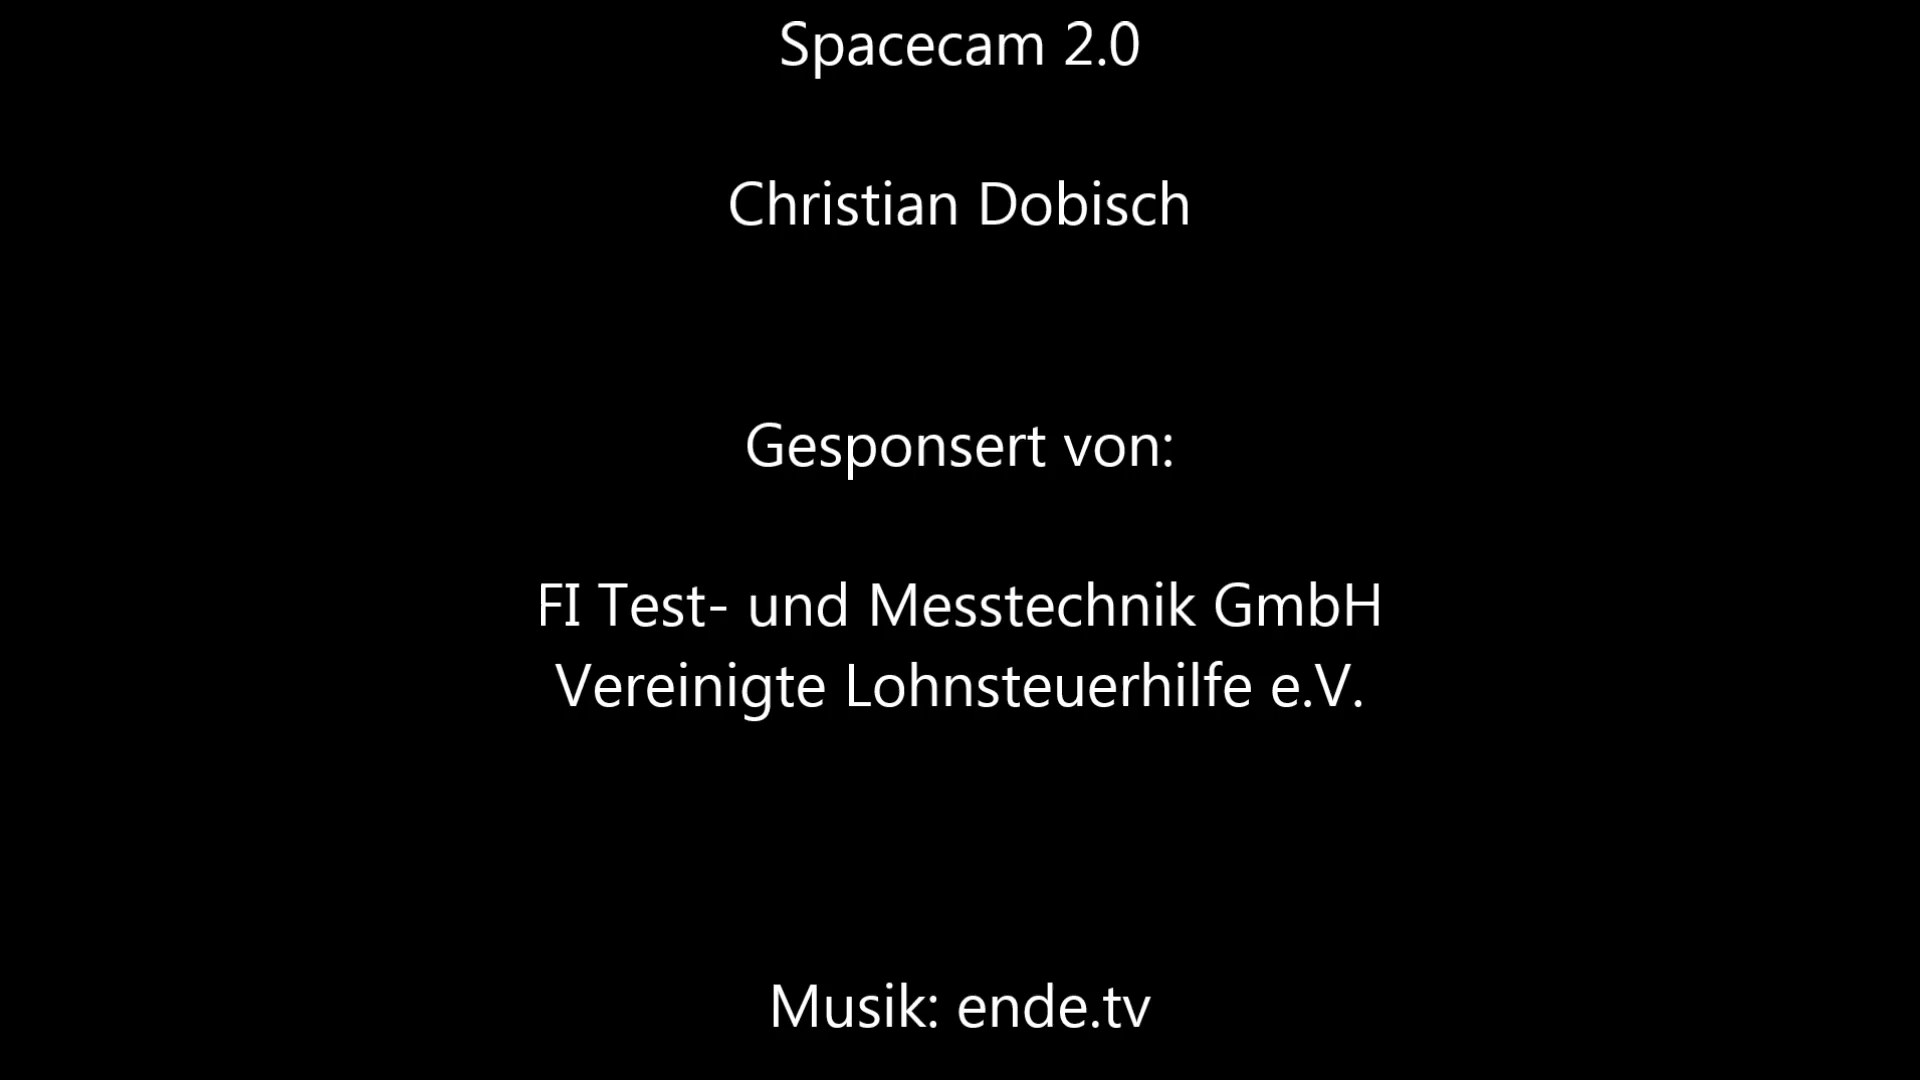 Spacecam 2.0
Christian Dobisch
Gesponsert von:
FI Test- und Messtechnik GmbH
Vereinigte Lohnsteuerhilfe e.V.
Musik: ende.tv